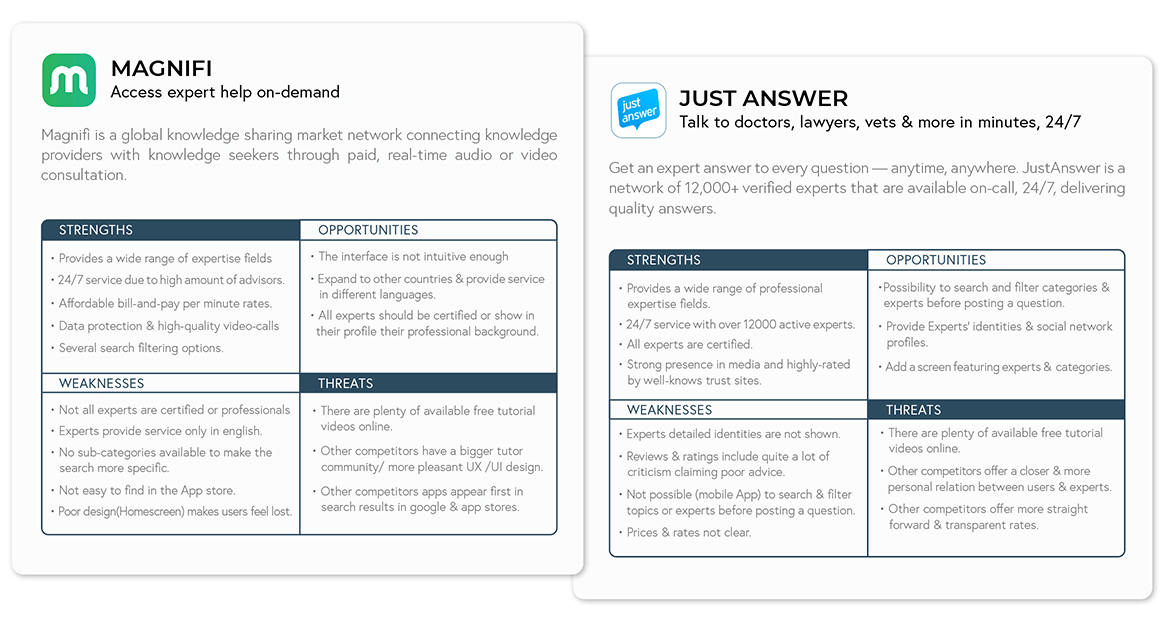 MAGNIFI
Access expert help on-demand
Magnifi is a global knowledge sharing market network connecting knowledge
providers with knowledge seekers through paid, real-time audio or video
consultation.
STRENGTHS
• Provides a wide range of expertise fields
• 24/7 service due to high amount of advisors.
• Affordable bill-and-pay per minute rates.
• Data protection & high-quality video-calls
• Several search filtering options.
OPPORTUNITIES
• The interface is not intuitive enough
• Expand to other countries & provide service
in different languages.
• All experts should be certified or show in
their profile their professional background.
WEAKNESSES
• Not all experts are certified or professionals
• Experts provide service only in english.
• No sub-categories available to make the
search more specific.
• Not easy to find in the App store.
• Poor design(Homescreen) makes users feel lost.
THREATS
• There are plenty of available free tutorial
videos online.
• Other competitors have a bigger tutor
community/ more pleasant UX /UI design.
• Other competitors apps appear first in
search results in google & app stores.
just
answer
JUST ANSWER
Talk to doctors, lawyers, vets & more in minutes, 24/7
Get an expert answer to every question — anytime, anywhere. JustAnswer is a
network of 12,000+ verified experts that are available on-call, 24/7, delivering
quality answers.
STRENGTHS
• Provides a wide range of professional
expertise fields.
• 24/7 service with over 12000 active experts.
• All experts are certified.
• Strong presence in media and highly-rated
by well-knows trust sites.
OPPORTUNITIES
•Possibility to search and filter categories &
experts before posting a question.
• Provide Experts' identities & social network
profiles.
• Add a screen featuring experts & categories.
WEAKNESSES
• Experts detailed identities are not shown.
• Reviews & ratings include quite a lot of
criticism claiming poor advice.
• Not possible (mobile App) to search & filter
topics or experts before posting a question.
• Prices & rates not clear.
THREATS
• There are plenty of available free tutorial
videos online.
• Other competitors offer a closer & more
personal relation between users & experts.
• Other competitors offer more straight
forward & transparent rates.